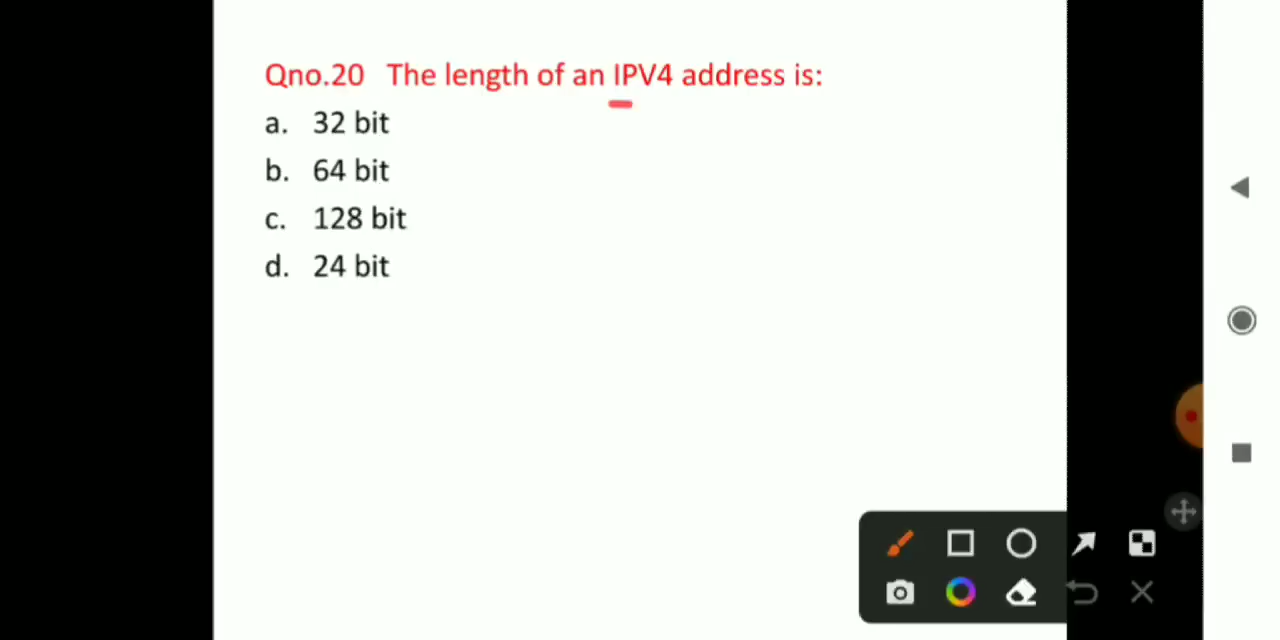 Qno.20 The length of an IPV4 address is:
a. 32 bit
b. 64 bit
c. 128 bit
d. 24 bit